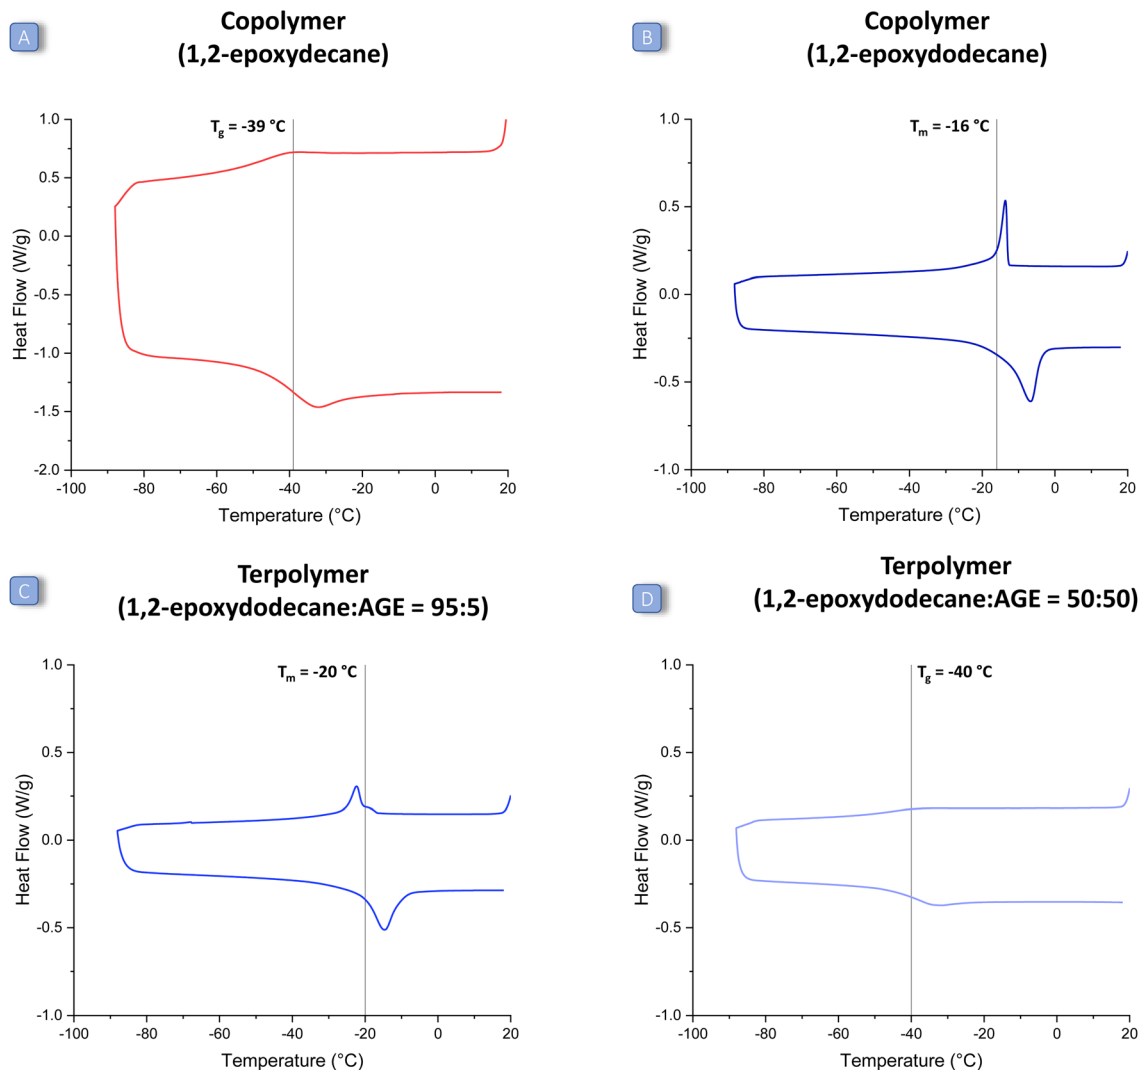 A
Copolymer
(1,2-epoxydecane)
Tg = -39 °C
1.0
0.5
0.0
-0.5
-1.0
-1.5
-2.0
Heat Flow (W/g)
-100 -80 -60 -40 -20 0 20
Temperature (°C)
B
Copolymer
(1,2-epoxydodecane)
Tm = -16 °C
1.0
0.5
0.0
-0.5
-1.0
Heat Flow (W/g)
-100 -80 -60 -40 -20 0 20
Temperature (°C)
C
Terpolymer
(1,2-epoxydodecane:AGE = 95:5)
Tm = -20 °C
1.0
0.5
0.0
-0.5
-1.0
Heat Flow (W/g)
-100 -80 -60 -40 -20 0 20
Temperature (°C)
D
Terpolymer
(1,2-epoxydodecane:AGE = 50:50)
Tg = -40 °C
1.0
0.5
0.0
-0.5
-1.0
Heat Flow (W/g)
-100 -80 -60 -40 -20 0 20
Temperature (°C)